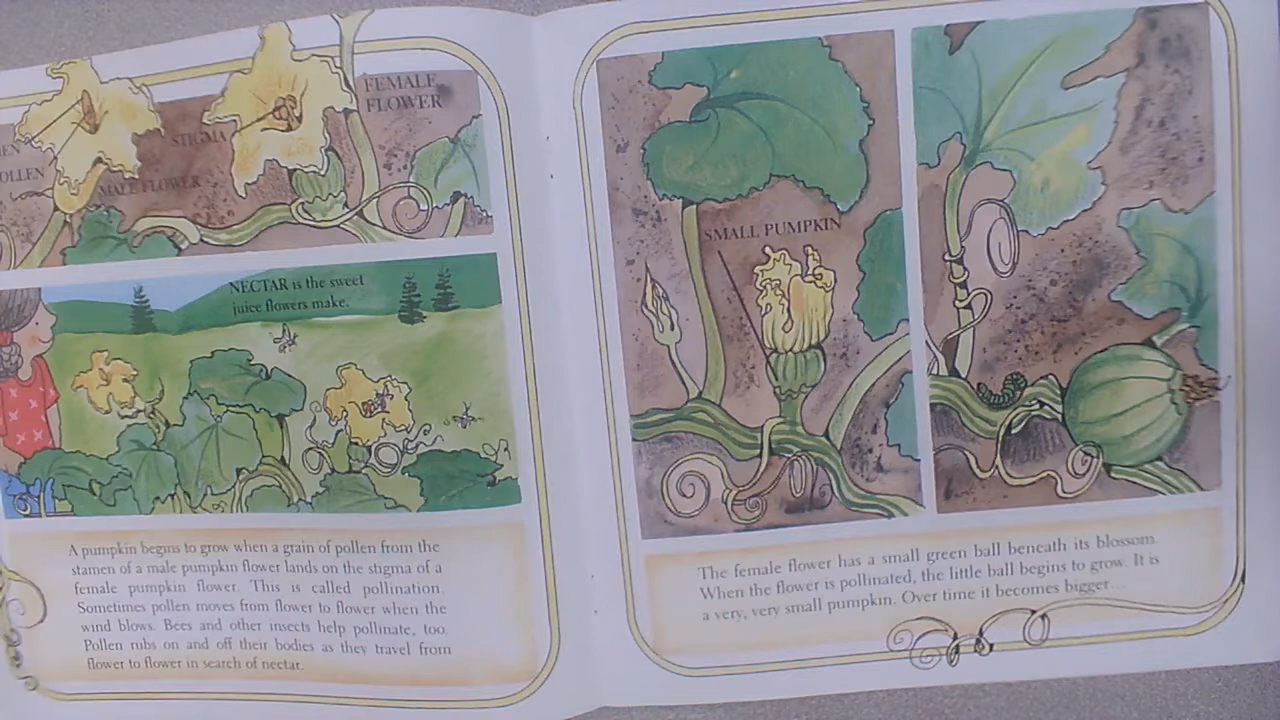 FEMALE
FLOWER
STIGMA
MALE FLOWER
NECTAR is the sweet
juice flowers make.
A pumpkin begins to grow when a grain of pollen from the
stamen of a male pumpkin flower lands on the stigma of a
female pumpkin flower. This is called pollination.
Sometimes pollen moves from flower to flower when the
wind blows. Bees and other insects help pollinate, too.
Pollen rubs on and off their bodies as they travel from
flower to flower in search of nectar.
SMALL PUMPKIN
The female flower has a small green ball beneath its blossom.
When the flower is pollinated, the little ball begins to grow. It is
a very, very small pumpkin. Over time it becomes bigger...